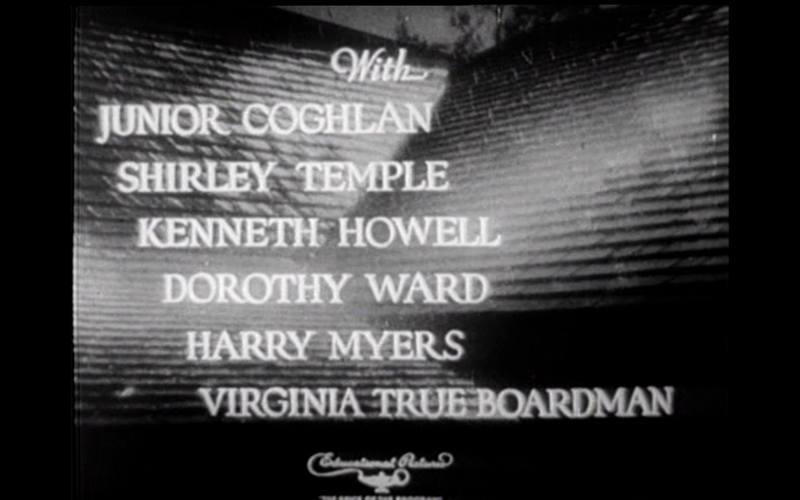 With
JUNIOR COGHLAN
SHIRLEY TEMPLE
KENNETH HOWELL
DOROTHY WARD
HARRY MYERS
VIRGINIA TRUE BOARDMAN
Educational Pictures